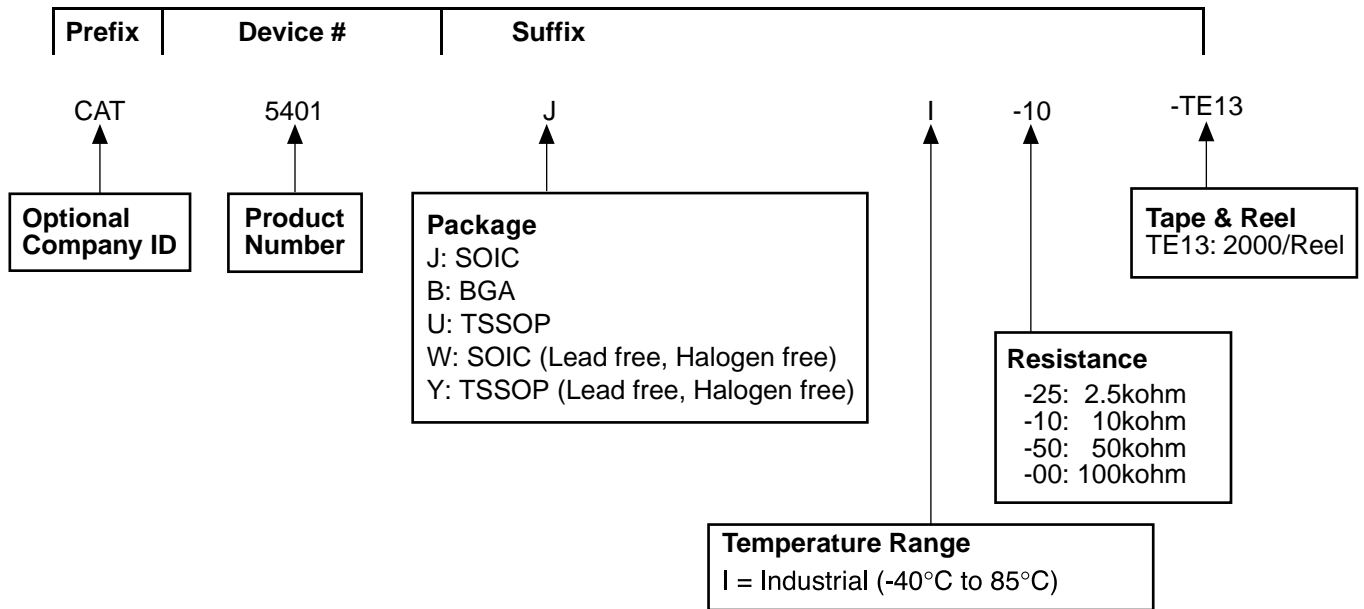 Prefix Device # Suffix
CAT 5401 J I -10 -TE13
Optional
Company ID
Product
Number
Package
J: SOIC
B: BGA
U: TSSOP
W: SOIC (Lead free, Halogen free)
Y: TSSOP (Lead free, Halogen free)
Tape & Reel
TE13: 2000/Reel
Resistance
-25: 2.5kohm
-10: 10kohm
-50: 50kohm
-00: 100kohm
Temperature Range
I = Industrial (-40°C to 85°C)